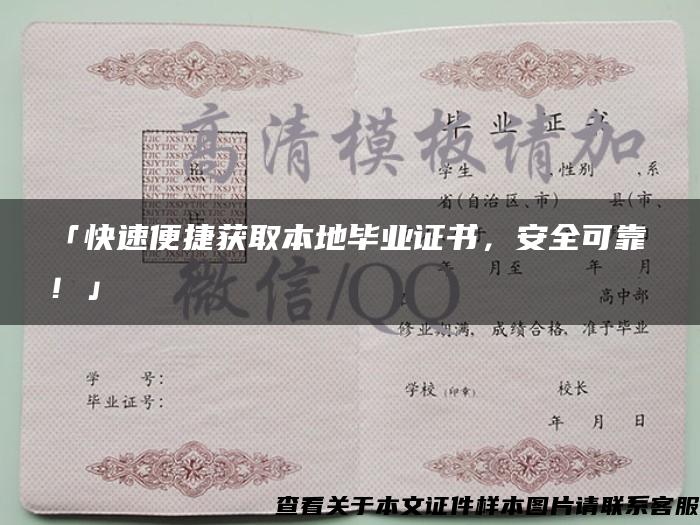 毕业证书
高清模板请加
学生　　,性别　　,系
省(自治区、市)　　县(市、
「快速便捷获取本地毕业证书，安全可靠
！」
月至　　年　月
微信/QQ
高中部
修业期满, 成绩合格, 准予毕业
学　号:
毕业证号:
学校(印章)　　校长
年　月　日
查看关于本文证件样本图片请联系客服